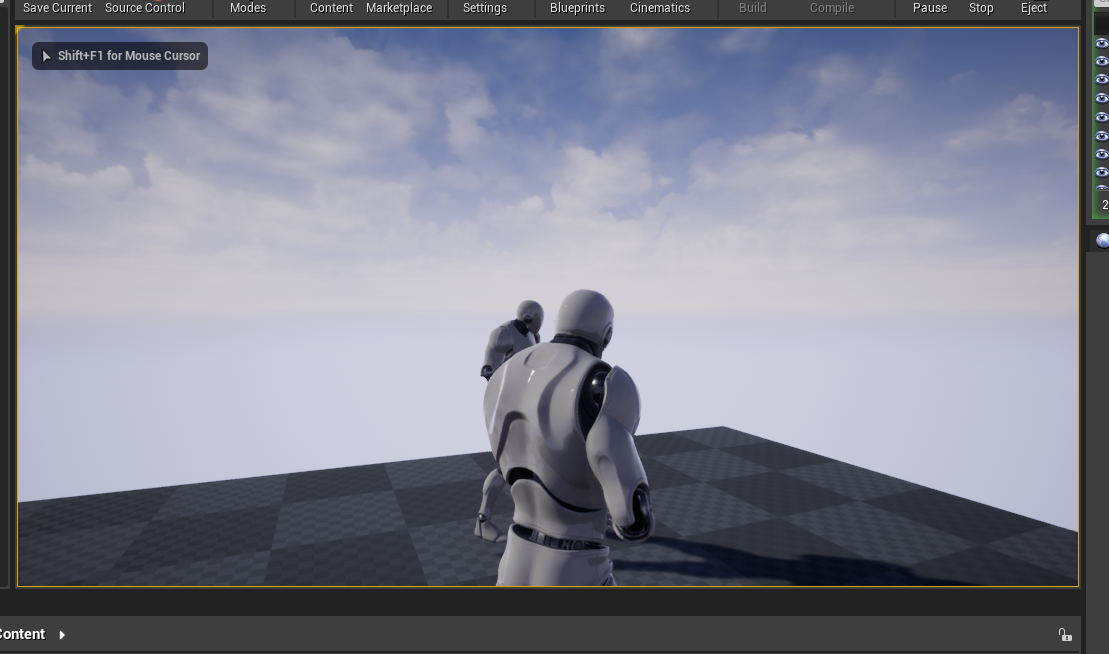 Save Current Source Control Modes Content Marketplace Settings Blueprints Cinematics Build Compile Pause Stop Eject
Shift+F1 for Mouse Cursor
2
Content